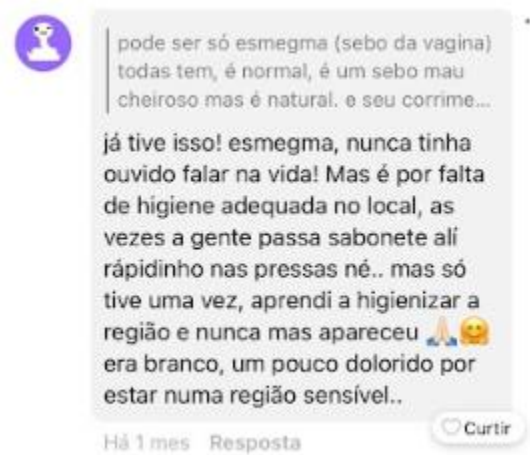 pode ser só esmegma (sebo da vagina)
todas tem, é normal, é um sebo mau
cheiroso mas é natural. e seu corrime...
já tive isso! esmegma, nunca tinha
ouvido falar na vida! Mas é por falta
de higiene adequada no local, as
vezes a gente passa sabonete alí
rápidinho nas pressas né.. mas só
tive uma vez, aprendi a higienizar a
região e nunca mas apareceu 🙏🏻🤗
era branco, um pouco dolorido por
estar numa região sensível..
Curtir
Há 1 mes Resposta